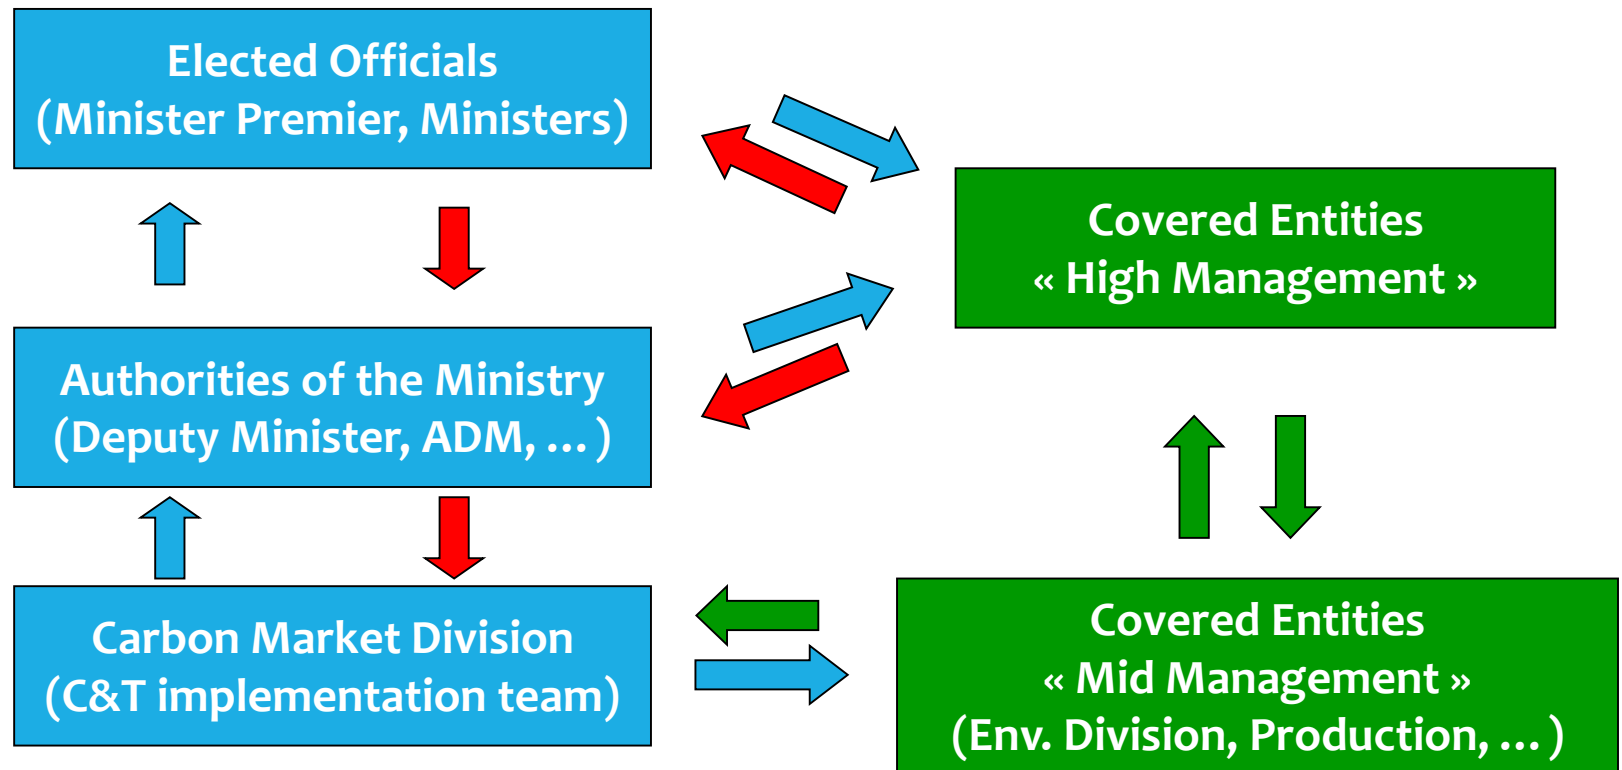 Elected Officials
(Minister Premier, Ministers)
Covered Entities
« High Management »
Authorities of the Ministry
(Deputy Minister, ADM, ... )
Carbon Market Division
(C&T implementation team)
Covered Entities
« Mid Management »
(Env. Division, Production, ... )